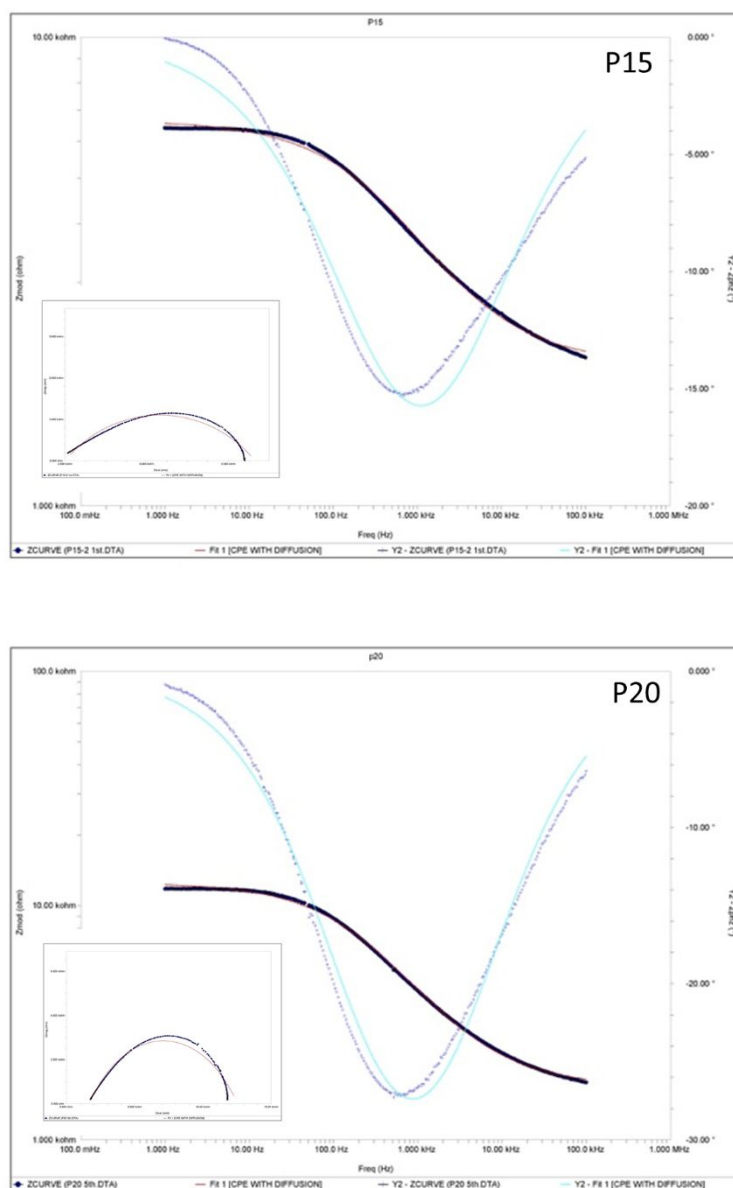 P15
10.00 kohm
0.000 °
P15
-5.000 °
Zmod (ohm)
-10.00 °
-15.00 °
1.000 kohm
-20.00 °
100.0 mHz 1.000 Hz 10.00 Hz 100.0 Hz 1.000 kHz 10.00 kHz 100.0 kHz 1.000 MHz
Freq (Hz)
ZCURVE (P15-2 1st.DTA) Fit 1 [CPE WITH DIFFUSION] Y2 - ZCURVE (P15-2 1st.DTA) Y2 - Fit 1 [CPE WITH DIFFUSION]
p20
100.0 kohm
0.000 °
P20
-10.00 °
Zmod (ohm)
10.00 kohm
-20.00 °
1.000 kohm
-30.00 °
100.0 mHz 1.000 Hz 10.00 Hz 100.0 Hz 1.000 kHz 10.00 kHz 100.0 kHz 1.000 MHz
Freq (Hz)
ZCURVE (P20 5th.DTA) Fit 1 [CPE WITH DIFFUSION] Y2 - ZCURVE (P20 5th.DTA) Y2 - Fit 1 [CPE WITH DIFFUSION]